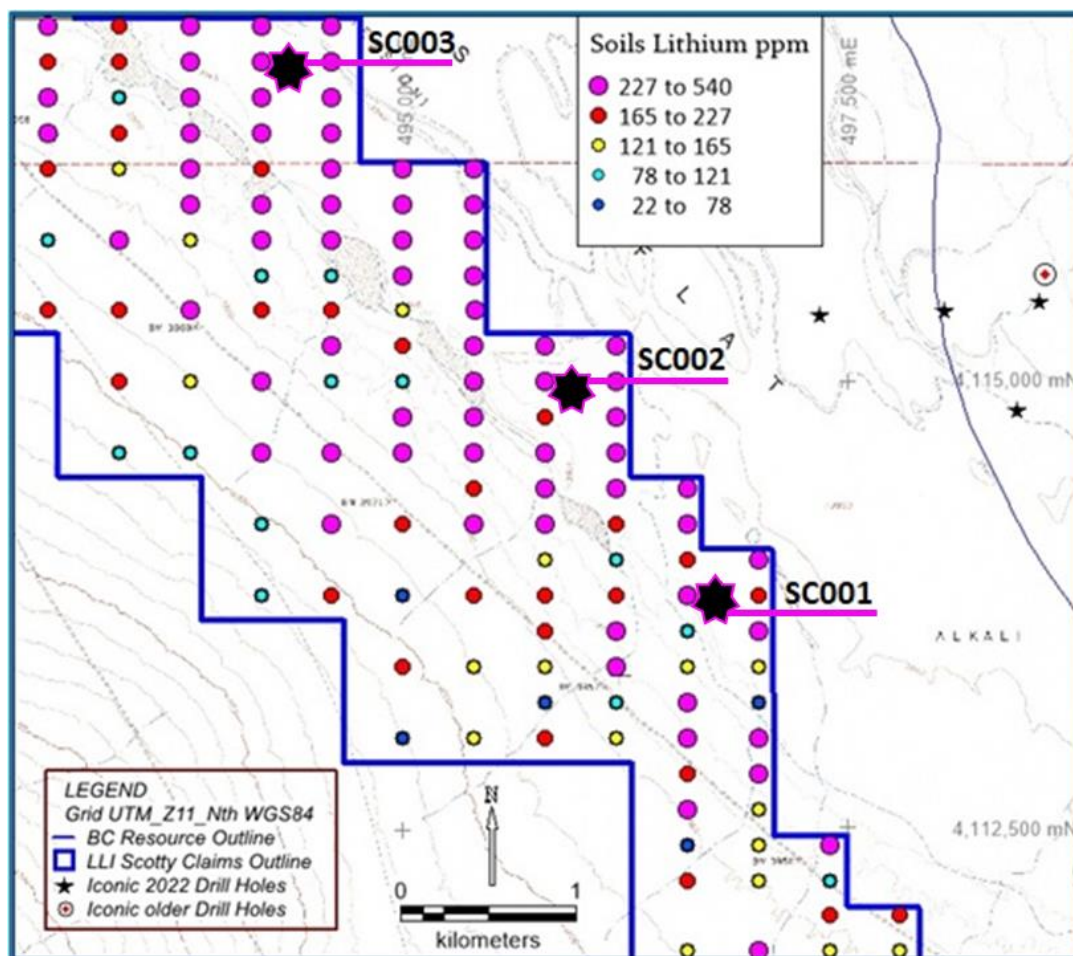 SC003
495,000 m
Soils Lithium ppm
227 to 540
165 to 227
121 to 165
78 to 121
22 to 78
497,500 mE
SC002
4,115,000 mN
SC001
ALKALI
LEGEND
Grid UTM_Z11_Nth WGS84
BC Resource Outline
LLI Scotty Claims Outline
Iconic 2022 Drill Holes
Iconic older Drill Holes
N
0 1
kilometers
4,112,500 mN